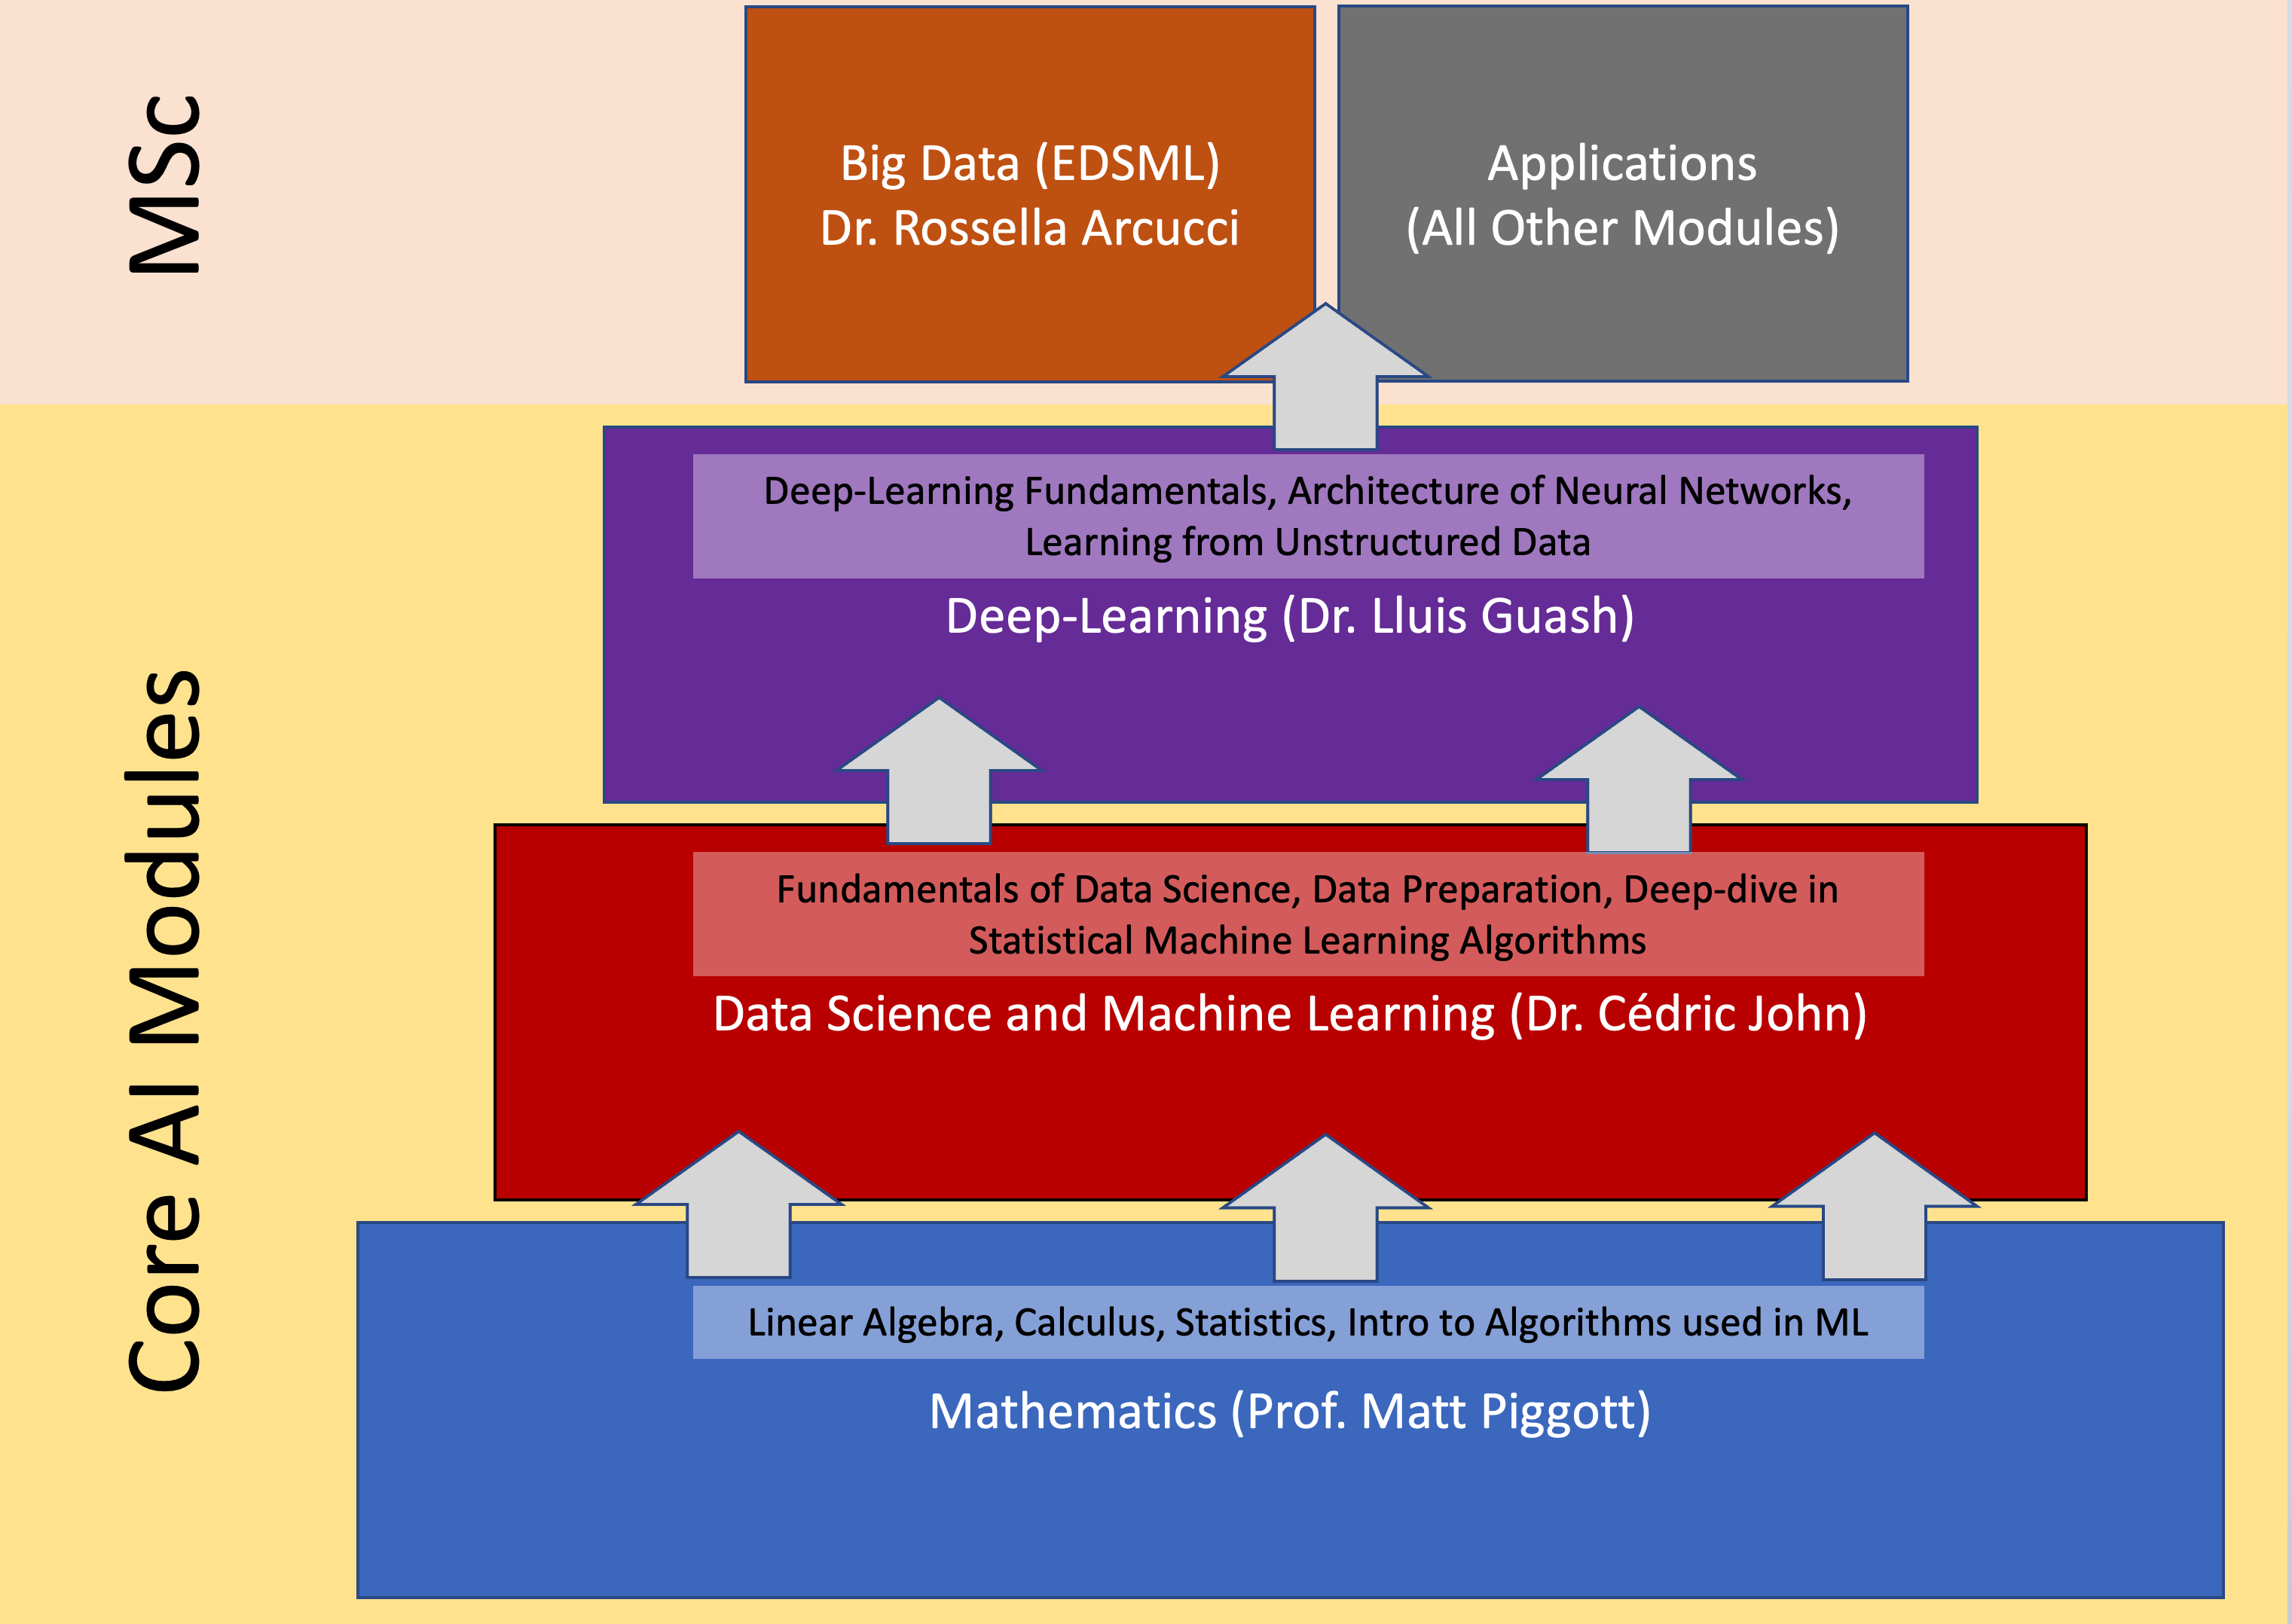 MSc
Big Data (EDSML)
Dr. Rossella Arcucci
Applications
(All Other Modules)
Core AI Modules
Deep-Learning Fundamentals, Architecture of Neural Networks,
Learning from Unstructured Data
Deep-Learning (Dr. Lluis Guash)
Fundamentals of Data Science, Data Preparation, Deep-dive in
Statistical Machine Learning Algorithms
Data Science and Machine Learning (Dr. Cédric John)
Linear Algebra, Calculus, Statistics, Intro to Algorithms used in ML
Mathematics (Prof. Matt Piggott)